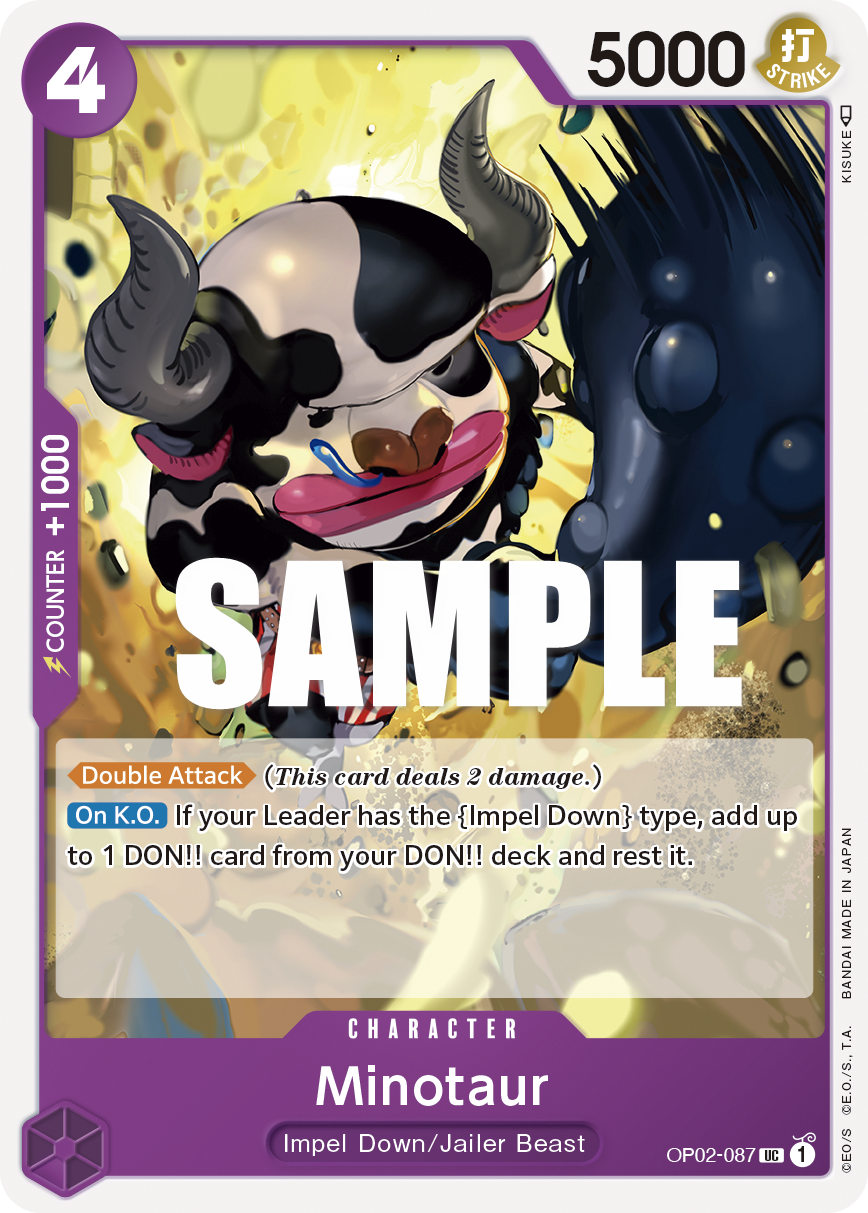 4
5000
打
STRIKE
KISUKE
COUNTER +1000
SAMPLE
Double Attack (This card deals 2 damage.)
On K.O. If your Leader has the {Impel Down} type, add up
to 1 DON!! card from your DON!! deck and rest it.
CHARACTER
Minotaur
Impel Down/Jailer Beast
OP02-087 UC 1
©EO/S ©E.O./S., T.A. BANDAI MADE IN JAPAN